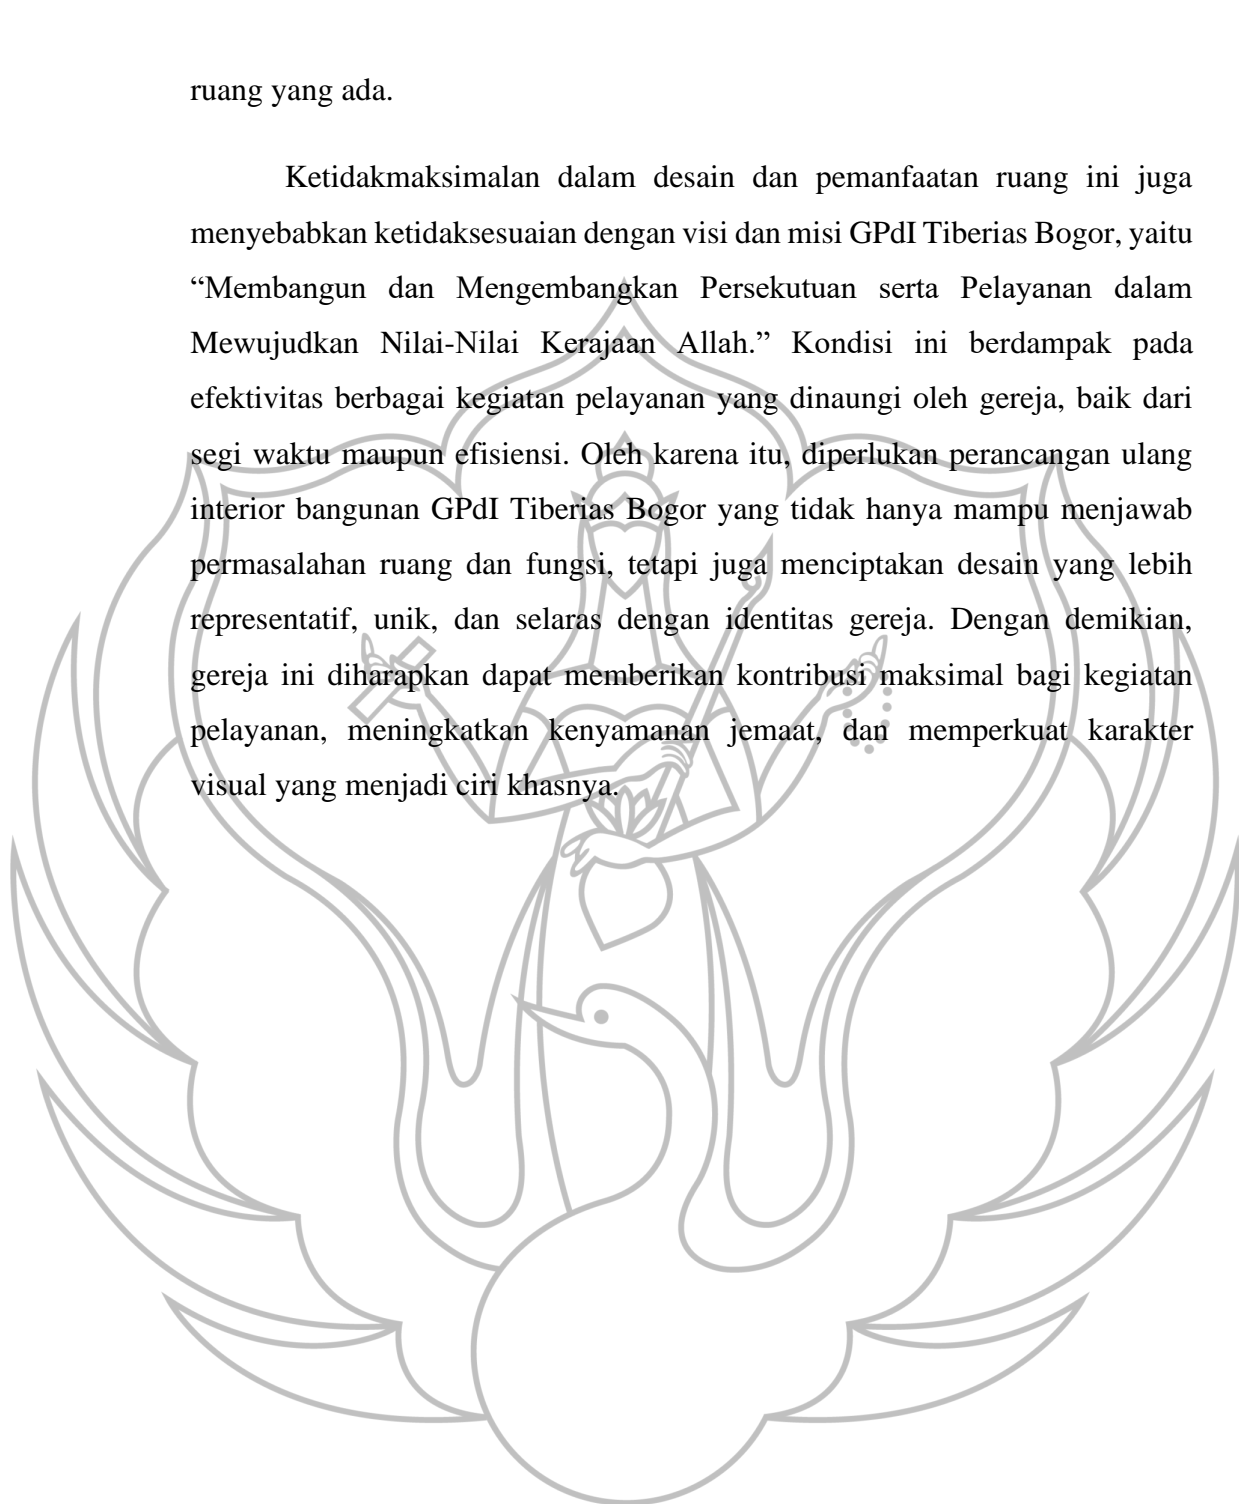 ruang yang ada.
Ketidakmaksimalan dalam desain dan pemanfaatan ruang ini juga
menyebabkan ketidaksesuaian dengan visi dan misi GPdI Tiberias Bogor, yaitu
“Membangun dan Mengembangkan Persekutuan serta Pelayanan dalam
Mewujudkan Nilai-Nilai Kerajaan Allah.” Kondisi ini berdampak pada
efektivitas berbagai kegiatan pelayanan yang dinaungi oleh gereja, baik dari
segi waktu maupun efisiensi. Oleh karena itu, diperlukan perancangan ulang
interior bangunan GPdI Tiberias Bogor yang tidak hanya mampu menjawab
permasalahan ruang dan fungsi, tetapi juga menciptakan desain yang lebih
representatif, unik, dan selaras dengan identitas gereja. Dengan demikian,
gereja ini diharapkan dapat memberikan kontribusi maksimal bagi kegiatan
pelayanan, meningkatkan kenyamanan jemaat, dan memperkuat karakter
visual yang menjadi ciri khasnya.